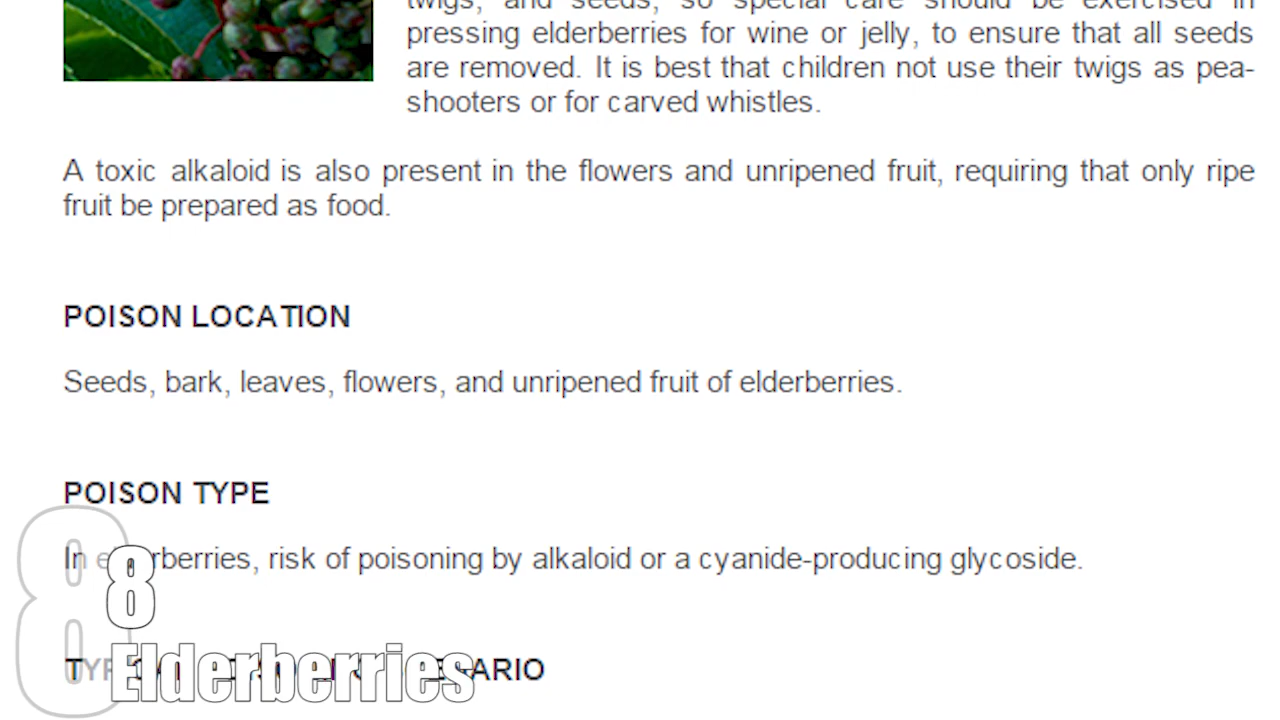 twigs, and seeds, so special care should be exercised in
pressing elderberries for wine or jelly, to ensure that all seeds
are removed. It is best that children not use their twigs as pea-
shooters or for carved whistles.
A toxic alkaloid is also present in the flowers and unripened fruit, requiring that only ripe
fruit be prepared as food.
POISON LOCATION
Seeds, bark, leaves, flowers, and unripened fruit of elderberries.
POISON TYPE
In elderberries, risk of poisoning by alkaloid or a cyanide-producing glycoside.
8
8
Elderberries